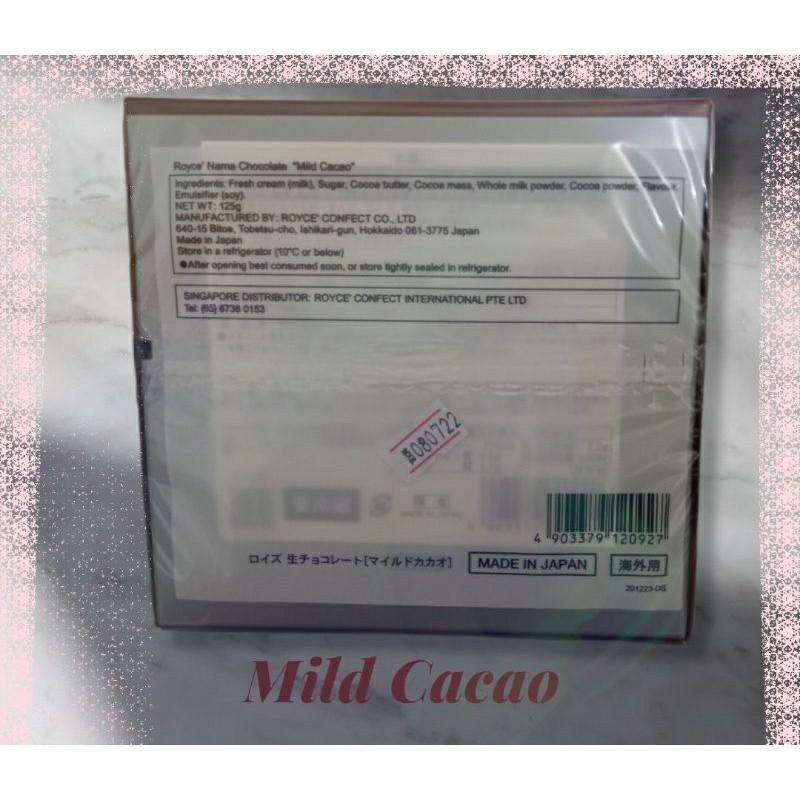 Royce' Nama Chocolate "Mild Cacao"
Ingredients: Fresh cream (milk), Sugar, Cocoa butter, Cocoa mass, Whole milk powder, Cocoa powder, Flavour,
Emulsifier (soy).
NET WT: 125g
MANUFACTURED BY: ROYCE' CONFECT CO., LTD
640-15 Bitoe, Tobetsu-cho, Ishikari-gun, Hokkaido 061-3775 Japan
Made in Japan
Store in a refrigerator (10°C or below)
●After opening best consumed soon, or store tightly sealed in refrigerator.
SINGAPORE DISTRIBUTOR: ROYCE' CONFECT INTERNATIONAL PTE LTD
Tel: (65) 6738 0153
080722
4 903379 120927
ロイズ 生チョコレート[マイルドカカオ]
MADE IN JAPAN
海外用
201223-DS
Mild Cacao